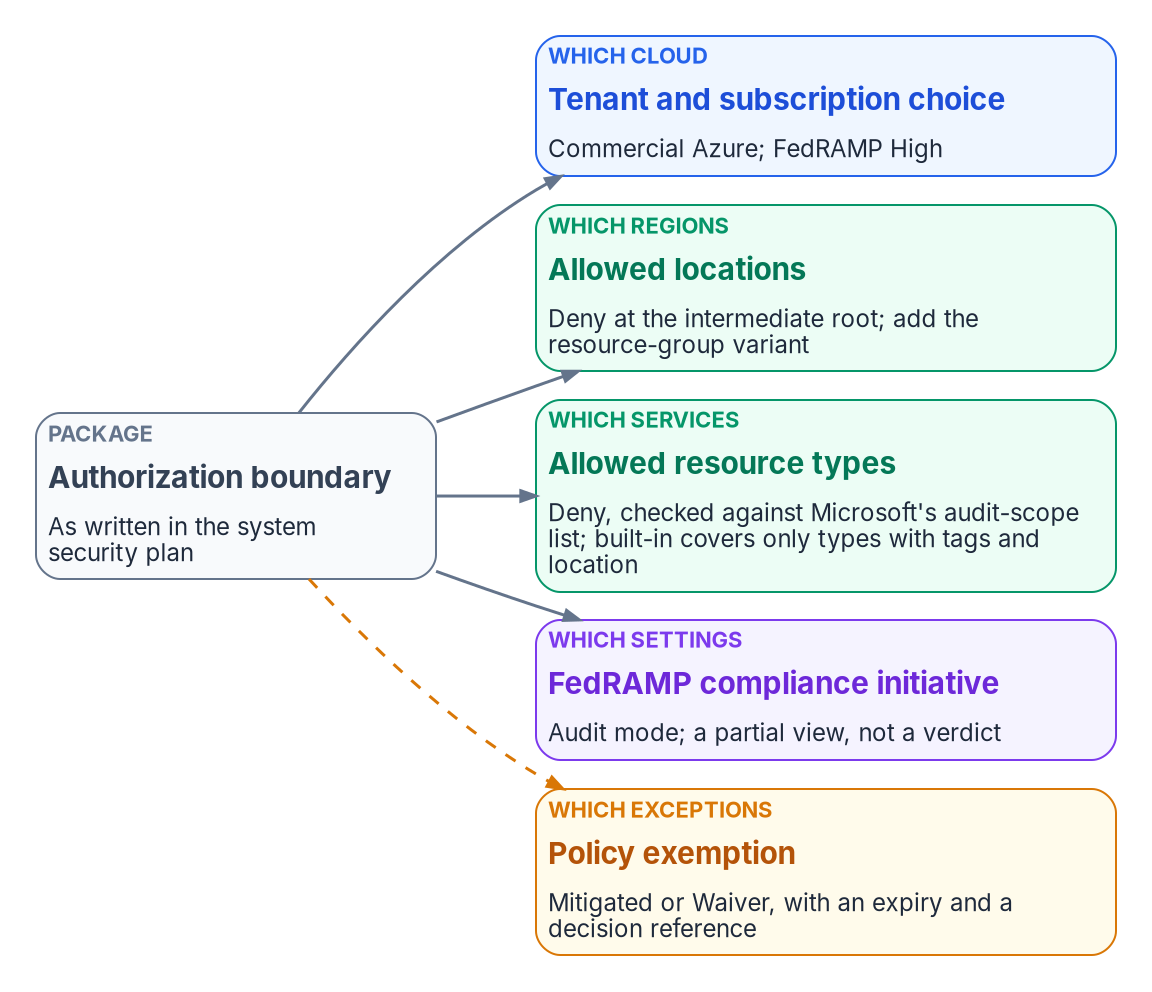 WHICH CLOUD
Tenant and subscription choice
Commercial Azure; FedRAMP High
WHICH REGIONS
Allowed locations
Deny at the intermediate root; add the
resource-group variant
PACKAGE
Authorization boundary
As written in the system
security plan
WHICH SERVICES
Allowed resource types
Deny, checked against Microsoft's audit-scope
list; built-in covers only types with tags and
location
WHICH SETTINGS
FedRAMP compliance initiative
Audit mode; a partial view, not a verdict
WHICH EXCEPTIONS
Policy exemption
Mitigated or Waiver, with an expiry and a
decision reference